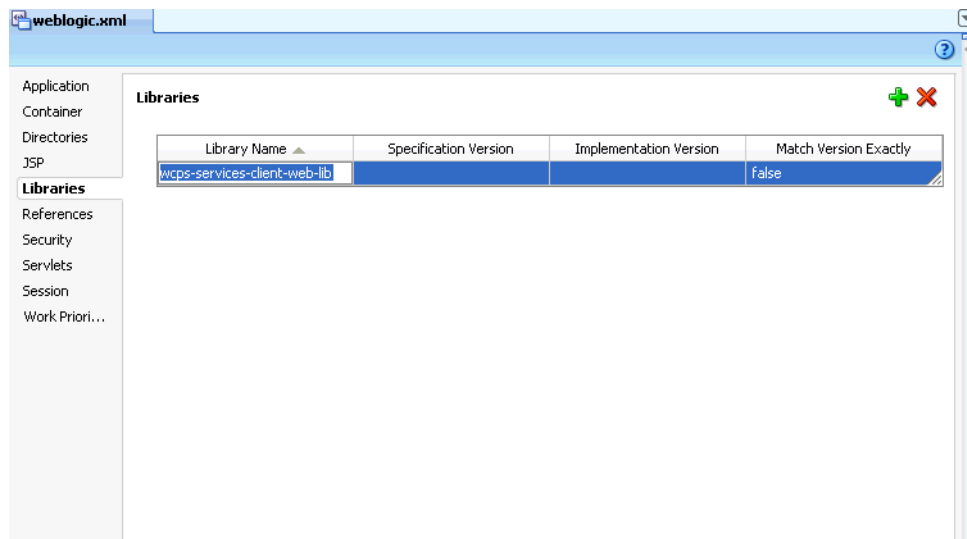 weblogic.xml
Application
Container
Directories
JSP
Libraries
References
Security
Servlets
Session
Work Priori...
Libraries
Library Name Specification Version Implementation Version Match Version Exactly
wcps-services-client-web-lib false